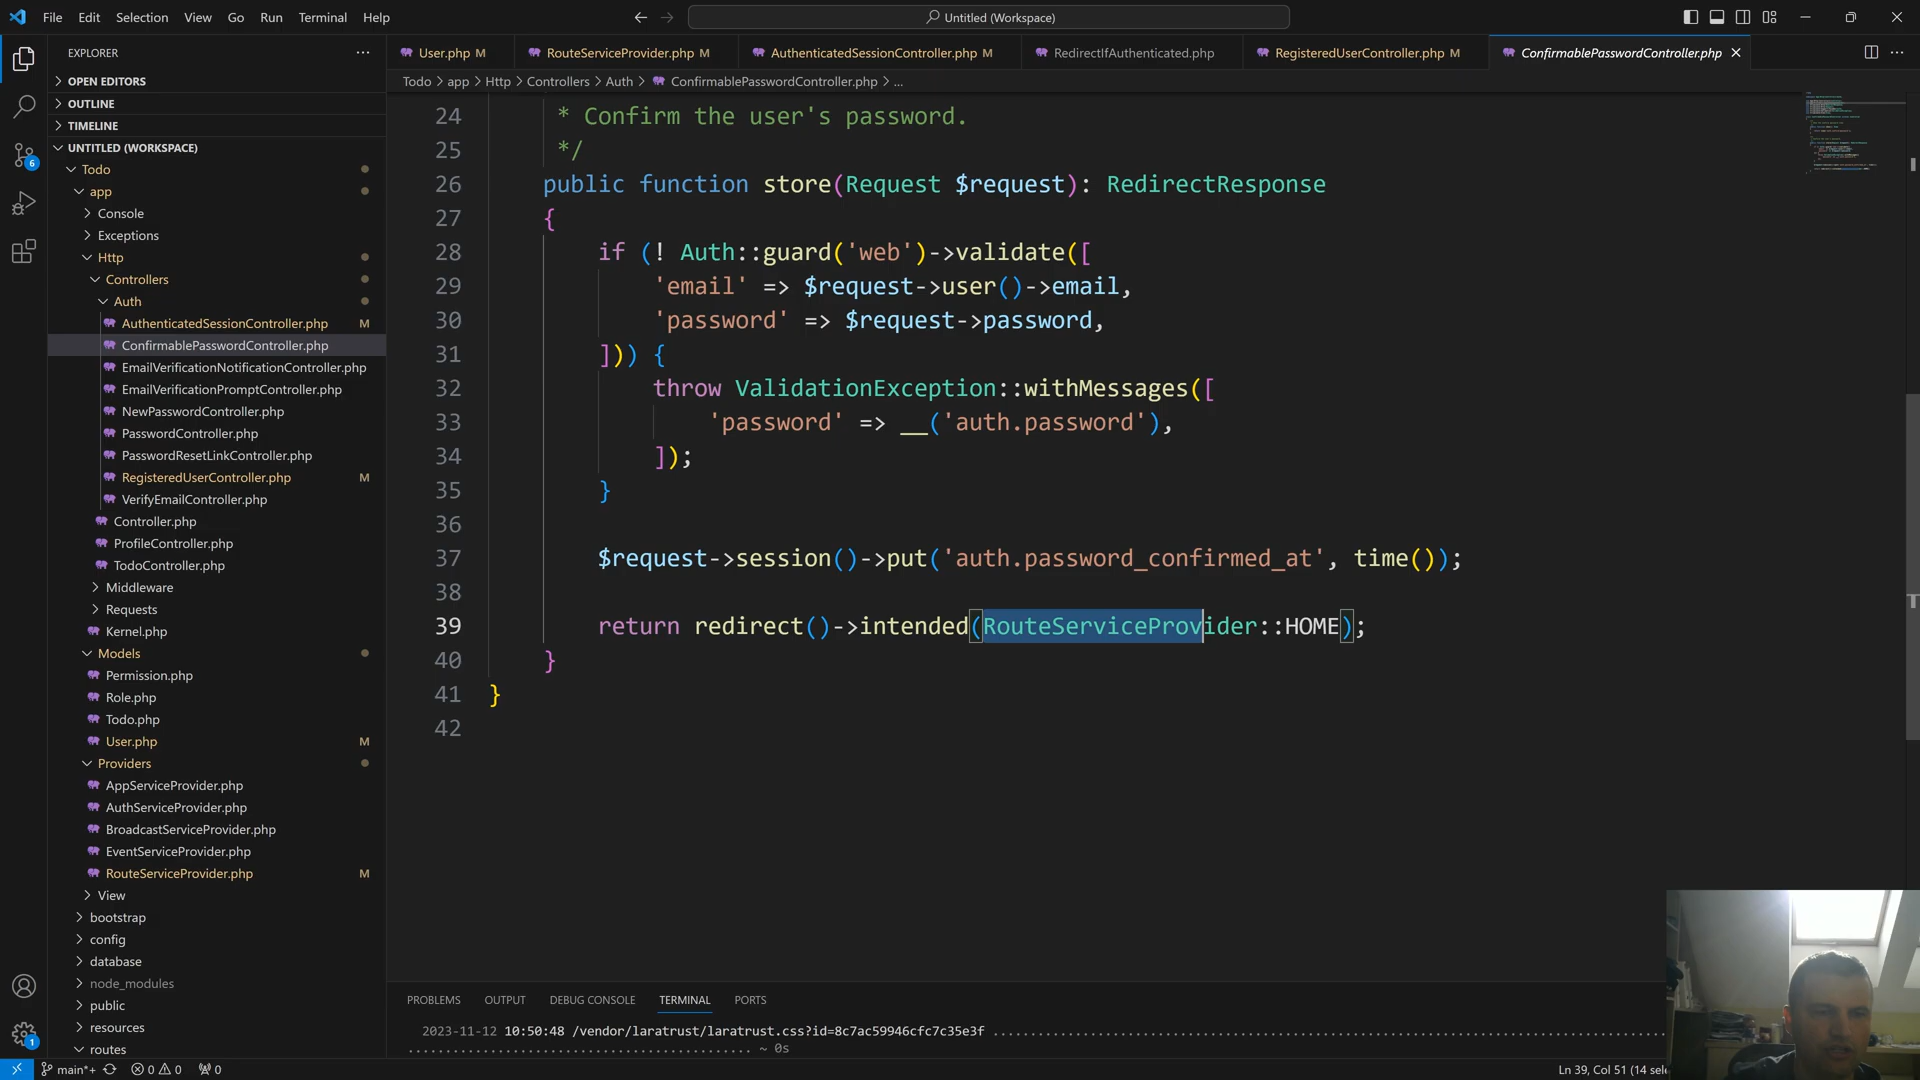 File Edit Selection View Go Run Terminal Help
Untitled (Workspace)
EXPLORER
OPEN EDITORS
OUTLINE
TIMELINE
UNTITLED (WORKSPACE)
Todo
app
Console
Exceptions
Http
Controllers
Auth
AuthenticatedSessionController.php M
ConfirmablePasswordController.php
EmailVerificationNotificationController.php
EmailVerificationPromptController.php
NewPasswordController.php
PasswordController.php
PasswordResetLinkController.php
RegisteredUserController.php M
VerifyEmailController.php
Controller.php
ProfileController.php
TodoController.php
Middleware
Requests
Kernel.php
Models
Permission.php
Role.php
Todo.php
User.php M
Providers
AppServiceProvider.php
AuthServiceProvider.php
BroadcastServiceProvider.php
EventServiceProvider.php
RouteServiceProvider.php M
View
bootstrap
config
database
node_modules
public
resources
routes
6
1
User.php M RouteServiceProvider.php M AuthenticatedSessionController.php M RedirectIfAuthenticated.php RegisteredUserController.php M ConfirmablePasswordController.php
Todo > app > Http > Controllers > Auth > ConfirmablePasswordController.php > ...
24 * Confirm the user's password.
25 */
26 public function store(Request $request): RedirectResponse
27 {
28 if (! Auth::guard('web')->validate([
29 'email' => $request->user()->email,
30 'password' => $request->password,
31 ])) {
32 throw ValidationException::withMessages([
33 'password' => __('auth.password'),
34 ]);
35 }
36
37 $request->session()->put('auth.password_confirmed_at', time());
38
39 return redirect()->intended(RouteServiceProvider::HOME);
40 }
41 }
42
PROBLEMS OUTPUT DEBUG CONSOLE TERMINAL PORTS
2023-11-12 10:50:48 /vendor/laratrust/laratrust.css?id=8c7ac59946cfc7c35e3f
~ 0s
main*+ 0 0 0 Ln 39, Col 51 (14 sele